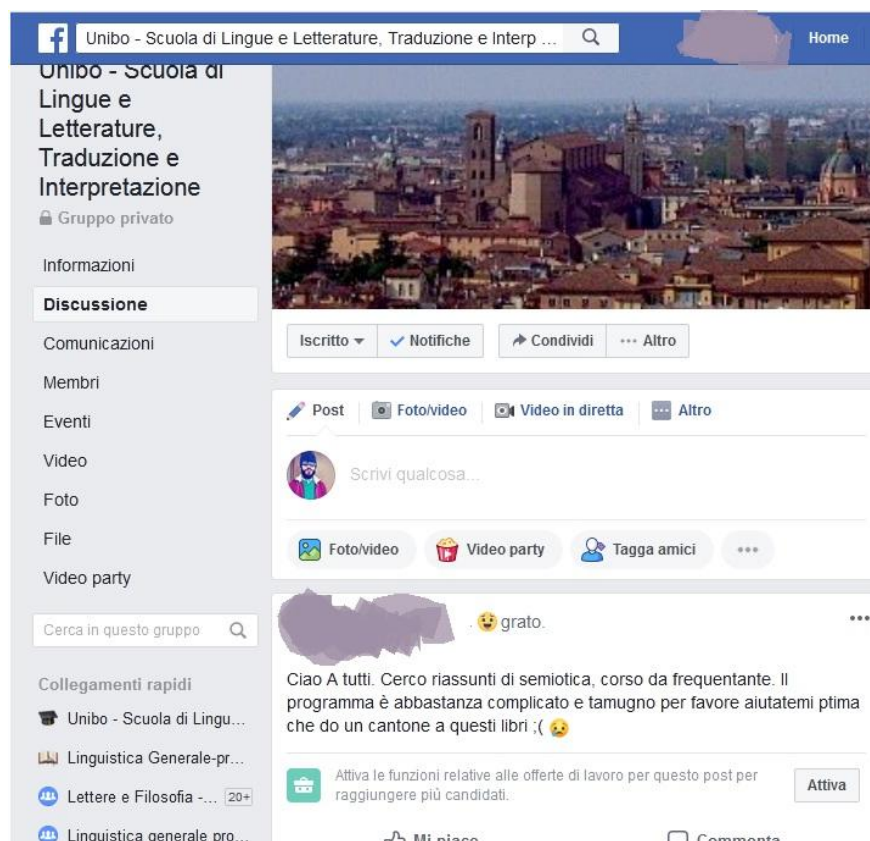 Unibo - Scuola di Lingue e Letterature, Traduzione e Interp ...
Home
Unibo - Scuola di
Lingue e
Letterature,
Traduzione e
Interpretazione
Gruppo privato
Informazioni
Discussione
Comunicazioni
Membri
Eventi
Video
Foto
File
Video party
Cerca in questo gruppo
Collegamenti rapidi
Unibo - Scuola di Lingu...
Linguistica Generale-pr...
Lettere e Filosofia -... 20+
Linguistica generale pro...
Iscritto Notifiche Condividi Altro
Post Foto/video Video in diretta Altro
Scrivi qualcosa...
Foto/video Video party Tagga amici
. 😉 grato.
Ciao A tutti. Cerco riassunti di semiotica, corso da frequentante. Il
programma è abbastanza complicato e tamugno per favore aiutatemi ptima
che do un cantone a questi libri ;( 😥
Attiva le funzioni relative alle offerte di lavoro per questo post per
raggiungere più candidati.
Attiva
Mi piace Commenta